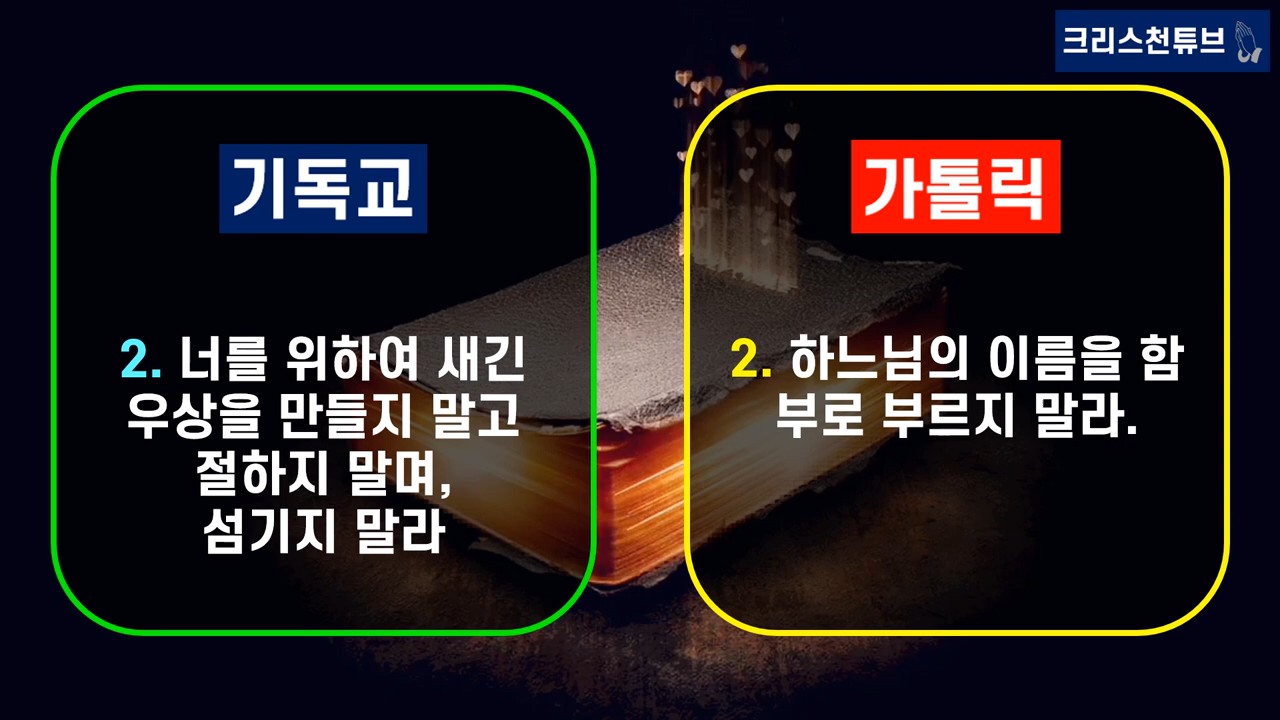 크리스천튜브
기독교
2. 너를 위하여 새긴
우상을 만들지 말고
절하지 말며,
섬기지 말라
가톨릭
2. 하느님의 이름을 함
부로 부르지 말라.